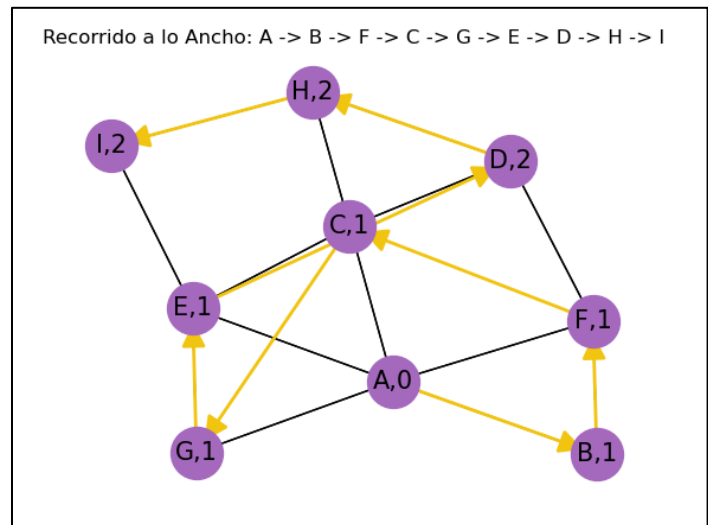 Recorrido a lo Ancho: A -> B -> F -> C -> G -> E -> D -> H -> I
H,2
I,2
D,2
C,1
E,1
F,1
A,0
G,1
B,1